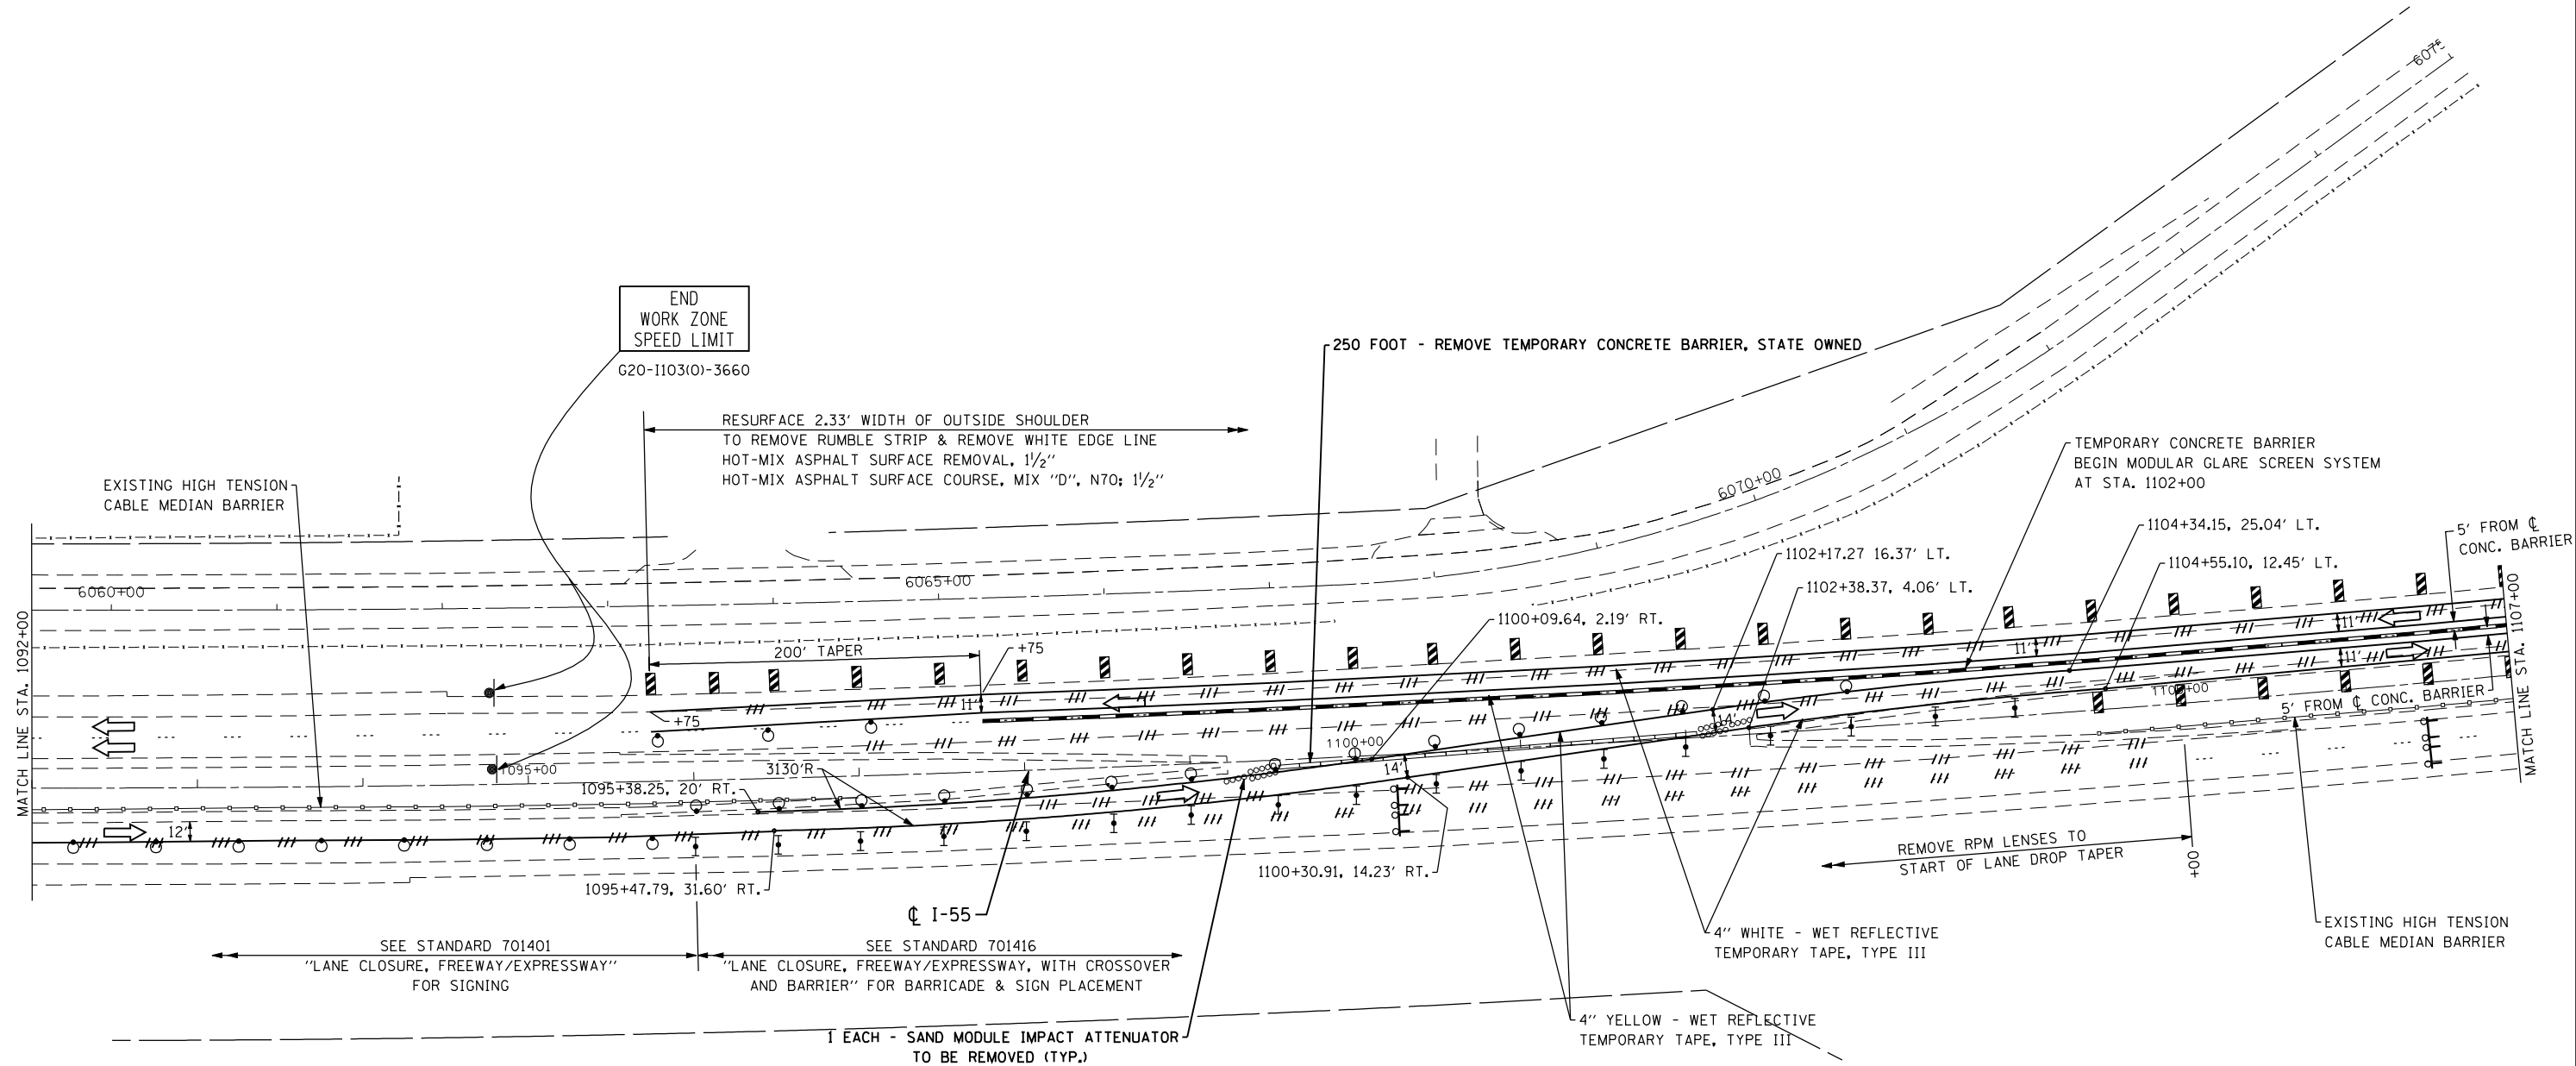 6075
END
WORK ZONE
SPEED LIMIT
G20-I103(0)-3660
250 FOOT - REMOVE TEMPORARY CONCRETE BARRIER, STATE OWNED
RESURFACE 2.33' WIDTH OF OUTSIDE SHOULDER
TO REMOVE RUMBLE STRIP & REMOVE WHITE EDGE LINE
HOT-MIX ASPHALT SURFACE REMOVAL, 1½"
HOT-MIX ASPHALT SURFACE COURSE, MIX "D", N70; 1½"
EXISTING HIGH TENSION
CABLE MEDIAN BARRIER
TEMPORARY CONCRETE BARRIER
BEGIN MODULAR GLARE SCREEN SYSTEM
AT STA. 1102+00
6070+00
1104+34.15, 25.04' LT.
5' FROM ℄
CONC. BARRIER
1102+17.27 16.37' LT.
1104+55.10, 12.45' LT.
6060+00
6065+00
1102+38.37, 4.06' LT.
1100+09.64, 2.19' RT.
MATCH LINE STA. 1092+00
MATCH LINE STA. 1107+00
200' TAPER
+75
11'
11'
11'
11'
+75
14'
5' FROM ℄ CONC. BARRIER
1100+00
1095+00
3130'R
14'
1095+38.25, 20' RT.
12'
REMOVE RPM LENSES TO
START OF LANE DROP TAPER
+00
1100+30.91, 14.23' RT.
1095+47.79, 31.60' RT.
℄ I-55
EXISTING HIGH TENSION
CABLE MEDIAN BARRIER
4" WHITE - WET REFLECTIVE
TEMPORARY TAPE, TYPE III
SEE STANDARD 701401
"LANE CLOSURE, FREEWAY/EXPRESSWAY"
FOR SIGNING
SEE STANDARD 701416
"LANE CLOSURE, FREEWAY/EXPRESSWAY, WITH CROSSOVER
AND BARRIER" FOR BARRICADE & SIGN PLACEMENT
4" YELLOW - WET REFLECTIVE
TEMPORARY TAPE, TYPE III
1 EACH - SAND MODULE IMPACT ATTENUATOR
TO BE REMOVED (TYP.)